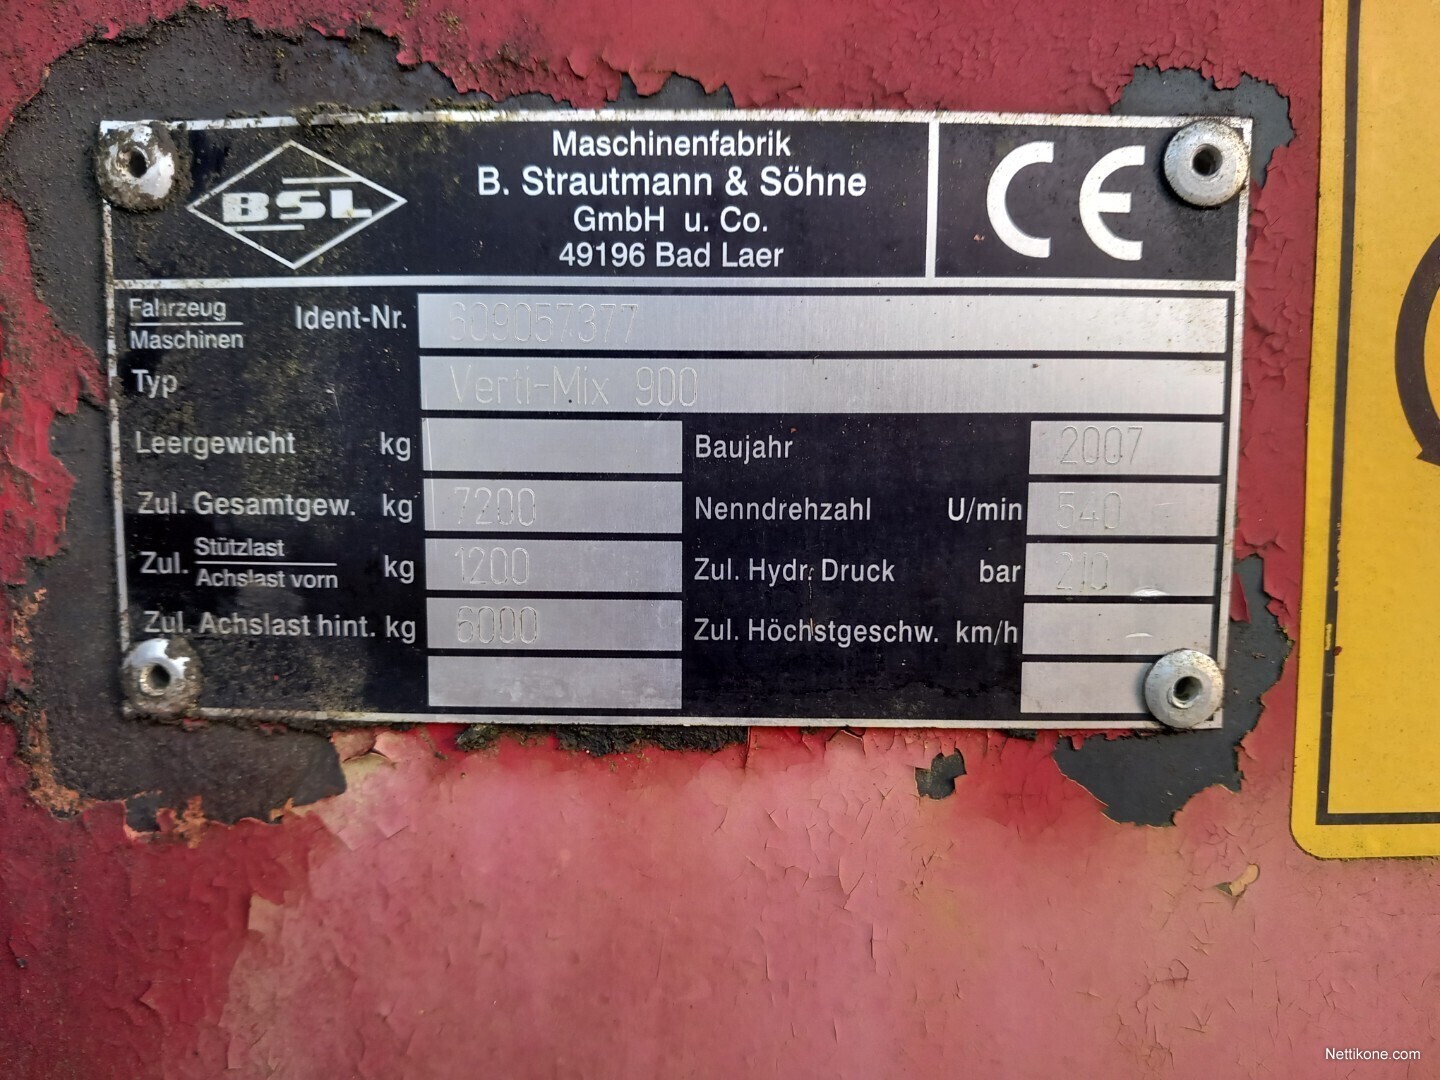 BSL
Maschinenfabrik
B. Strautmann & Söhne
GmbH u. Co.
49196 Bad Laer
CE
Fahrzeug
Maschinen
Ident-Nr. 609057377
Typ Verti-Mix 900
Leergewicht kg
Baujahr 2007
Zul. Gesamtgew. kg 7200
Nenndrehzahl U/min 540
Zul. Stützlast
Achslast vorn kg 1200
Zul. Hydr. Druck bar 210
Zul. Achslast hint. kg 6000
Zul. Höchstgeschw. km/h
Nettikone.com